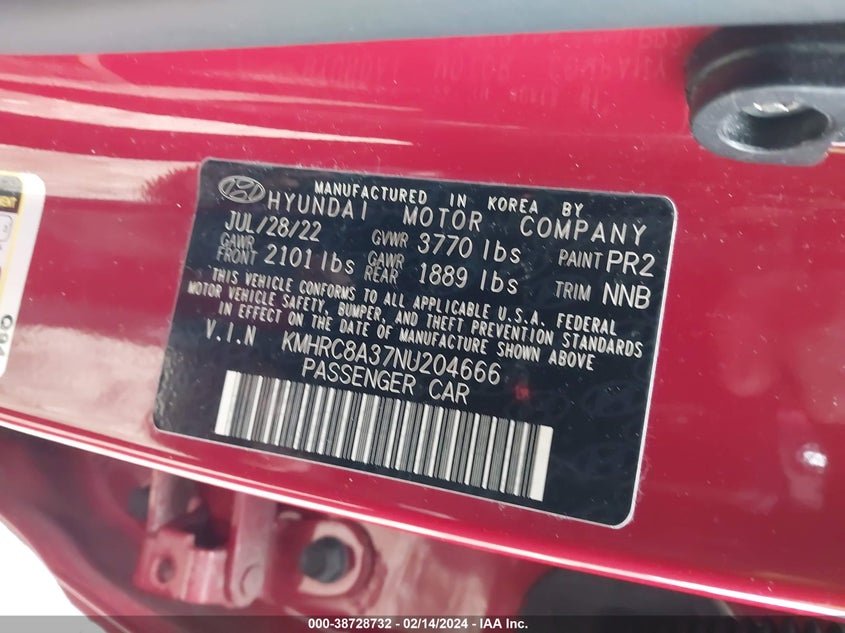 MANUFACTURED IN KOREA BY
HYUNDAI MOTOR COMPANY
JUL/28/22 GVWR 3770 lbs PAINT PR2
GAWR FRONT 2101 lbs GAWR REAR 1889 lbs TRIM NNB
THIS VEHICLE CONFORMS TO ALL APPLICABLE U.S.A. FEDERAL
MOTOR VEHICLE SAFETY, BUMPER, AND THEFT PREVENTION STANDARDS
IN EFFECT ON THE DATE OF MANUFACTURE SHOWN ABOVE
V.I.N KMHRC8A37NU204666
PASSENGER CAR
000-38728732 - 02/14/2024 - IAA Inc.